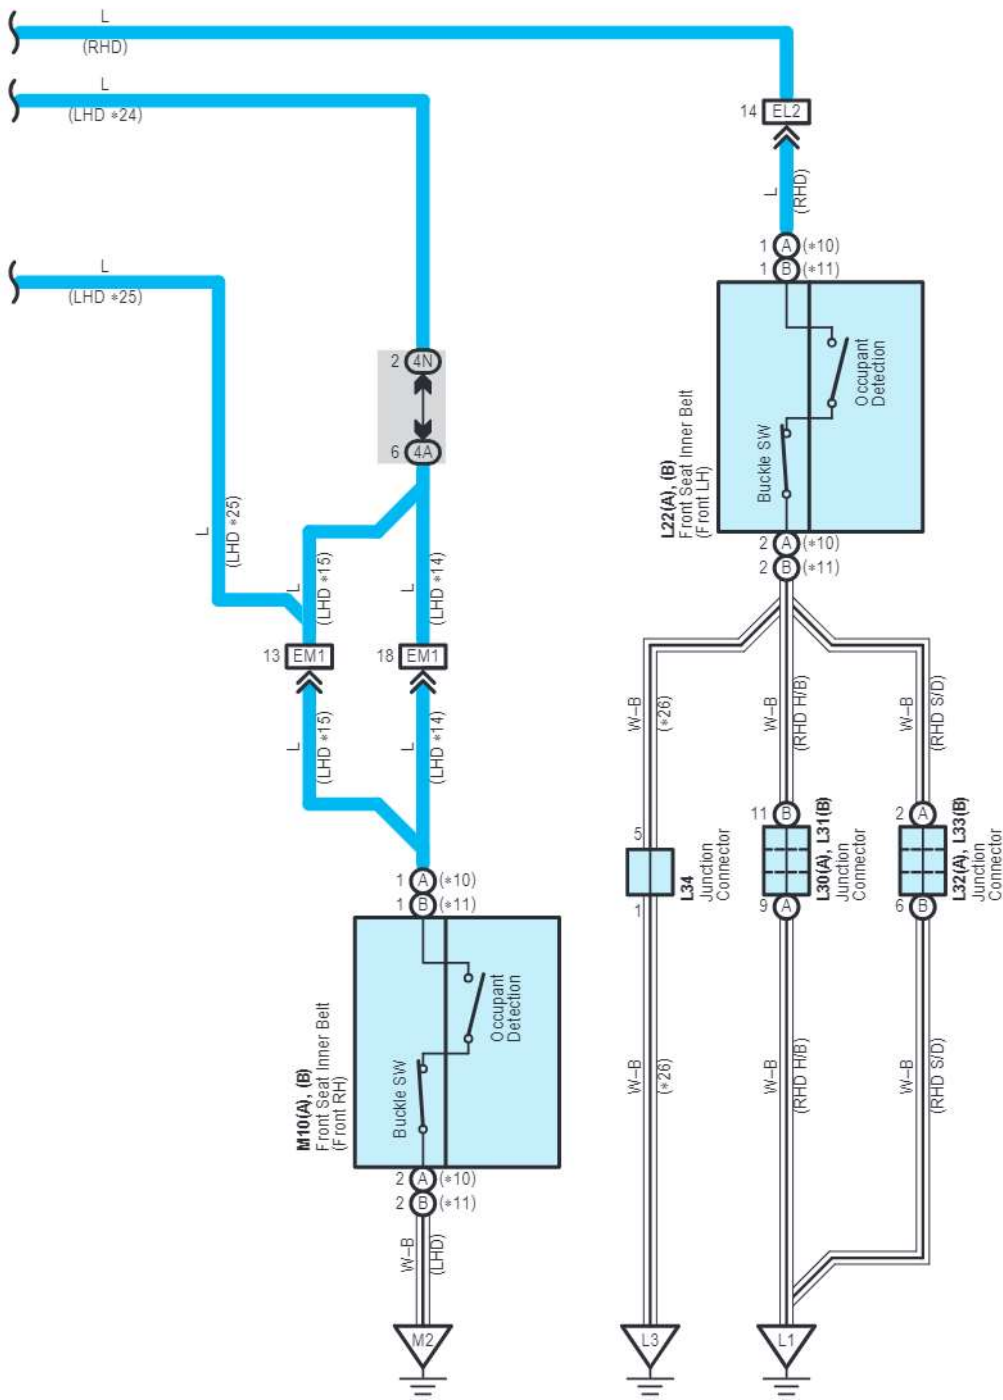 L
(RHD)
L
(LHD *24)
14 EL2
L
(RHD)
1 A (*10)
1 B (*11)
L
(LHD *25)
Occupant
Detection
Buckle SW
L22(A), (B)
Front Seat Inner Belt
(Front LH)
2 A (*10)
2 B (*11)
2 4N
6 4A
L
(LHD *25)
L
(LHD *15)
L
(LHD *14)
13 EM1
18 EM1
L
(LHD *15)
L
(LHD *14)
W-B
(*26)
W-B
(RHD H/B)
W-B
(RHD S/D)
5
L34
Junction
Connector
1
11 B
L30(A), L31(B)
Junction
Connector
9 A
2 A
L32(A), L33(B)
Junction
Connector
6 B
1 A (*10)
1 B (*11)
Occupant
Detection
Buckle SW
M10(A), (B)
Front Seat Inner Belt
(Front RH)
2 A (*10)
2 B (*11)
W-B
(LHD)
W-B
(*26)
W-B
(RHD H/B)
W-B
(RHD S/D)
M2
L3
L1